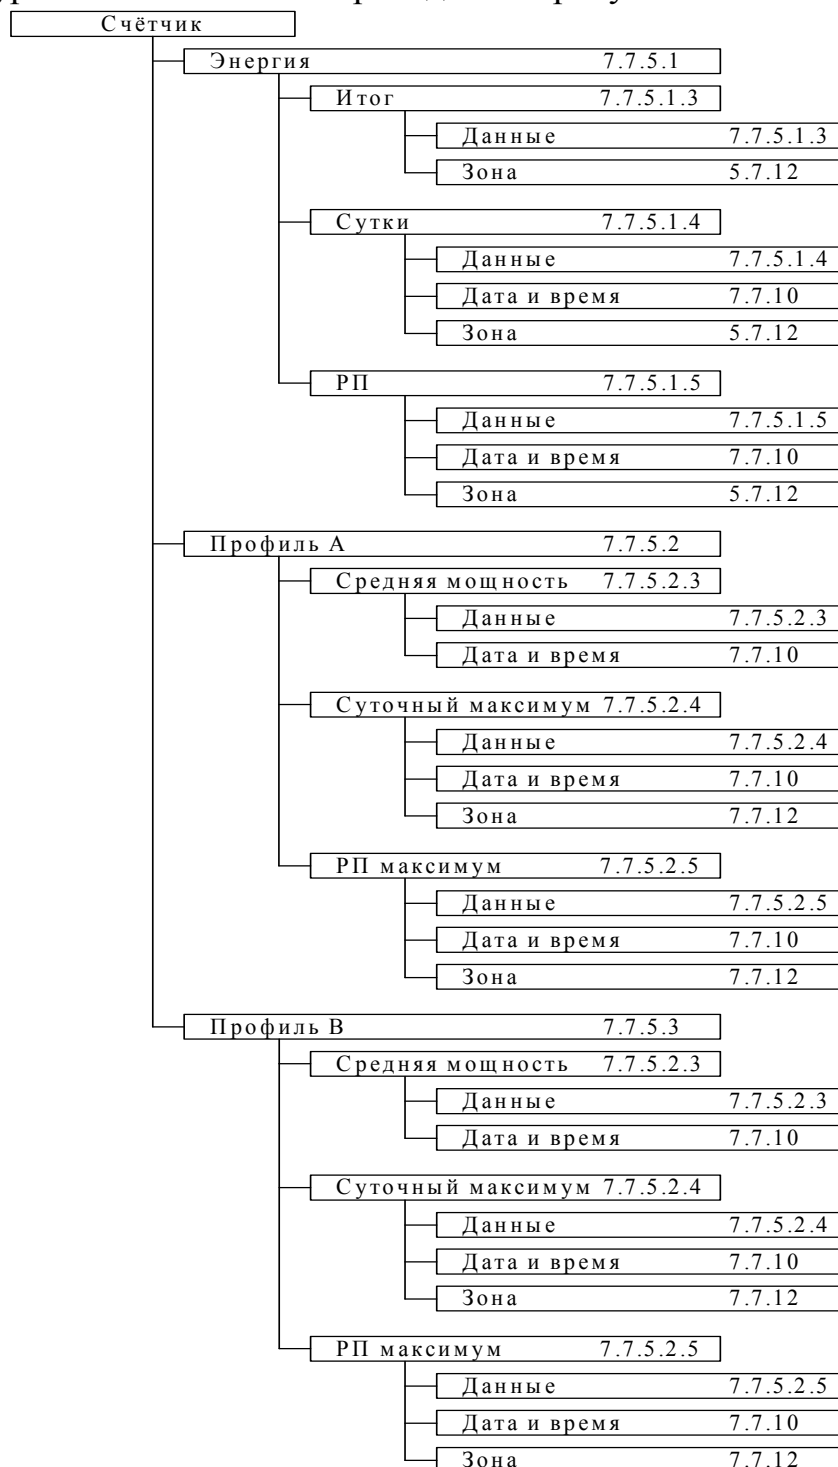 Счётчик
Энергия 7.7.5.1
Итог 7.7.5.1.3
Данные 7.7.5.1.3
Зона 5.7.12
Сутки 7.7.5.1.4
Данные 7.7.5.1.4
Дата и время 7.7.10
Зона 5.7.12
РП 7.7.5.1.5
Данные 7.7.5.1.5
Дата и время 7.7.10
Зона 5.7.12
Профиль А 7.7.5.2
Средняя мощность 7.7.5.2.3
Данные 7.7.5.2.3
Дата и время 7.7.10
Суточный максимум 7.7.5.2.4
Данные 7.7.5.2.4
Дата и время 7.7.10
Зона 7.7.12
РП максимум 7.7.5.2.5
Данные 7.7.5.2.5
Дата и время 7.7.10
Зона 7.7.12
Профиль В 7.7.5.3
Средняя мощность 7.7.5.2.3
Данные 7.7.5.2.3
Дата и время 7.7.10
Суточный максимум 7.7.5.2.4
Данные 7.7.5.2.4
Дата и время 7.7.10
Зона 7.7.12
РП максимум 7.7.5.2.5
Данные 7.7.5.2.5
Дата и время 7.7.10
Зона 7.7.12